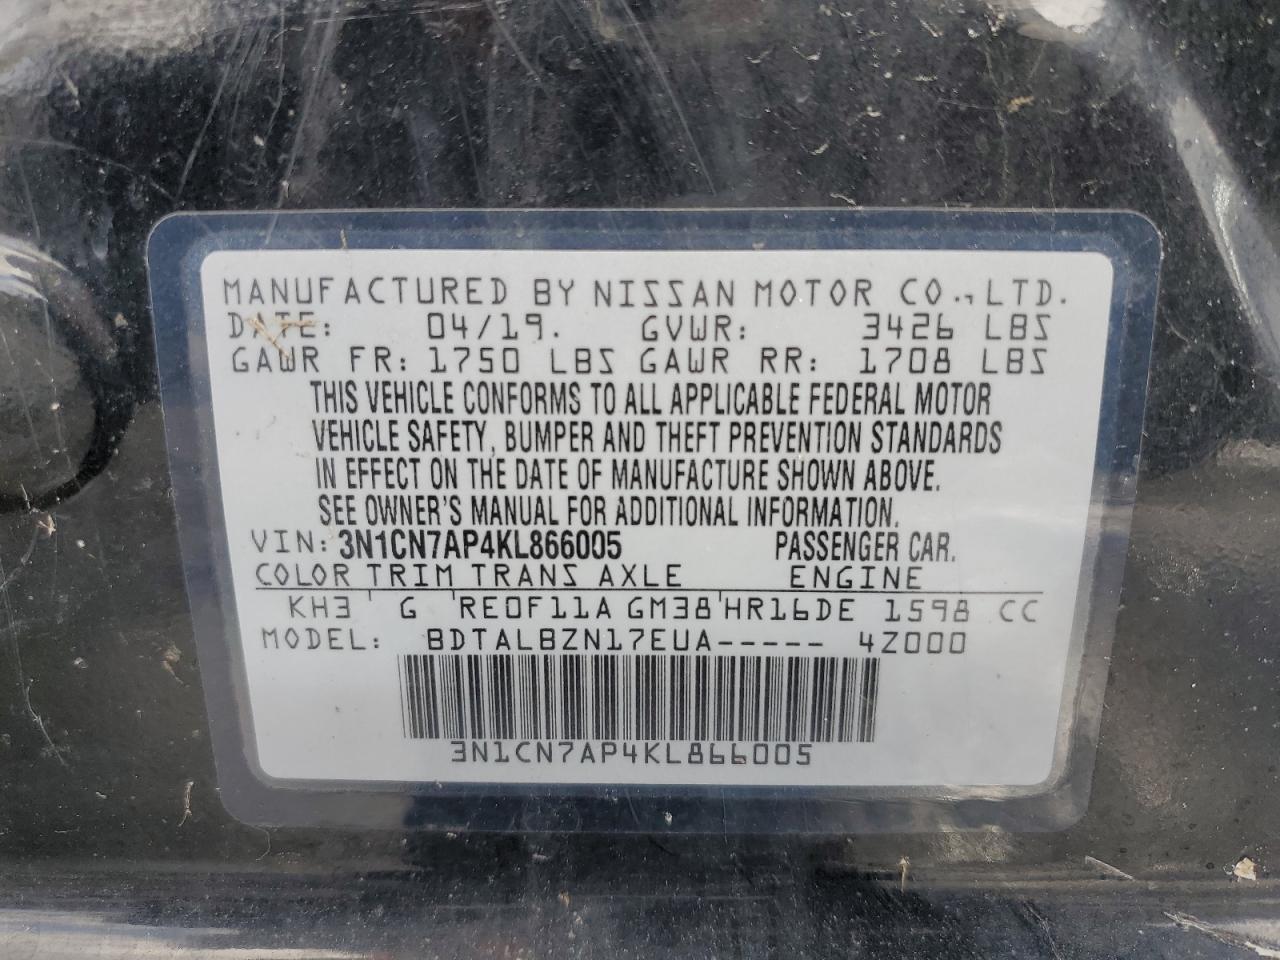 MANUFACTURED BY NISSAN MOTOR CO., LTD.
DATE: 04/19. GVWR: 3426 LBS
GAWR FR: 1750 LBS GAWR RR: 1708 LBS
THIS VEHICLE CONFORMS TO ALL APPLICABLE FEDERAL MOTOR
VEHICLE SAFETY, BUMPER AND THEFT PREVENTION STANDARDS
IN EFFECT ON THE DATE OF MANUFACTURE SHOWN ABOVE.
SEE OWNER'S MANUAL FOR ADDITIONAL INFORMATION.
VIN: 3N1CN7AP4KL866005 PASSENGER CAR.
COLOR TRIM TRANS AXLE ENGINE
KH3 ' G ' RE0F11A GM38 ' HR16DE 1598 CC
MODEL: BDTALBZN17EUA----- 4Z000
3N1CN7AP4KL866005